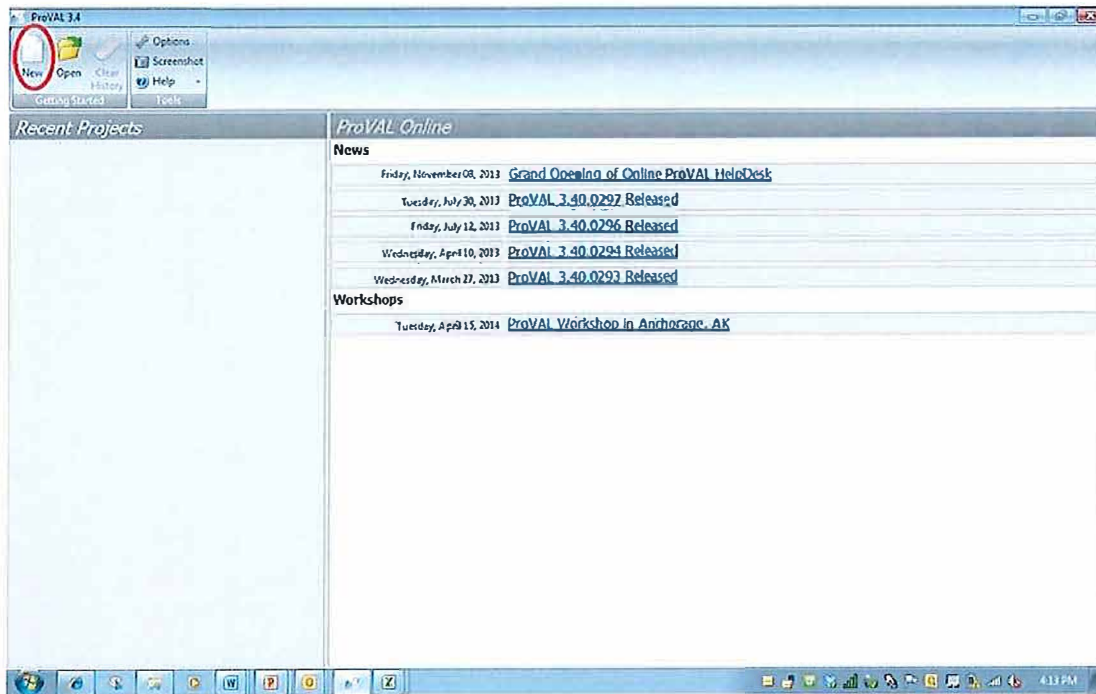 ProVAL 3.4
New
Open
Clear History
Getting Started
Options
Screenshot
Help
Tools
Recent Projects
ProVAL Online
News
Friday, November 08, 2013 Grand Opening of Online ProVAL HelpDesk
Tuesday, July 30, 2013 ProVAL 3.40.0297 Released
Friday, July 12, 2013 ProVAL 3.40.0296 Released
Wednesday, April 10, 2013 ProVAL 3.40.0294 Released
Wednesday, March 27, 2013 ProVAL 3.40.0293 Released
Workshops
Tuesday, April 15, 2014 ProVAL Workshop in Anchorage, AK
4:13 PM